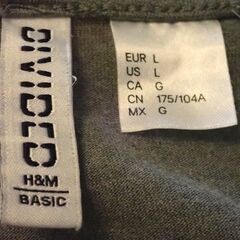 DIVIDED
H&M
BASIC
EUR L
US L
CA G
CN 175/104A
MX G